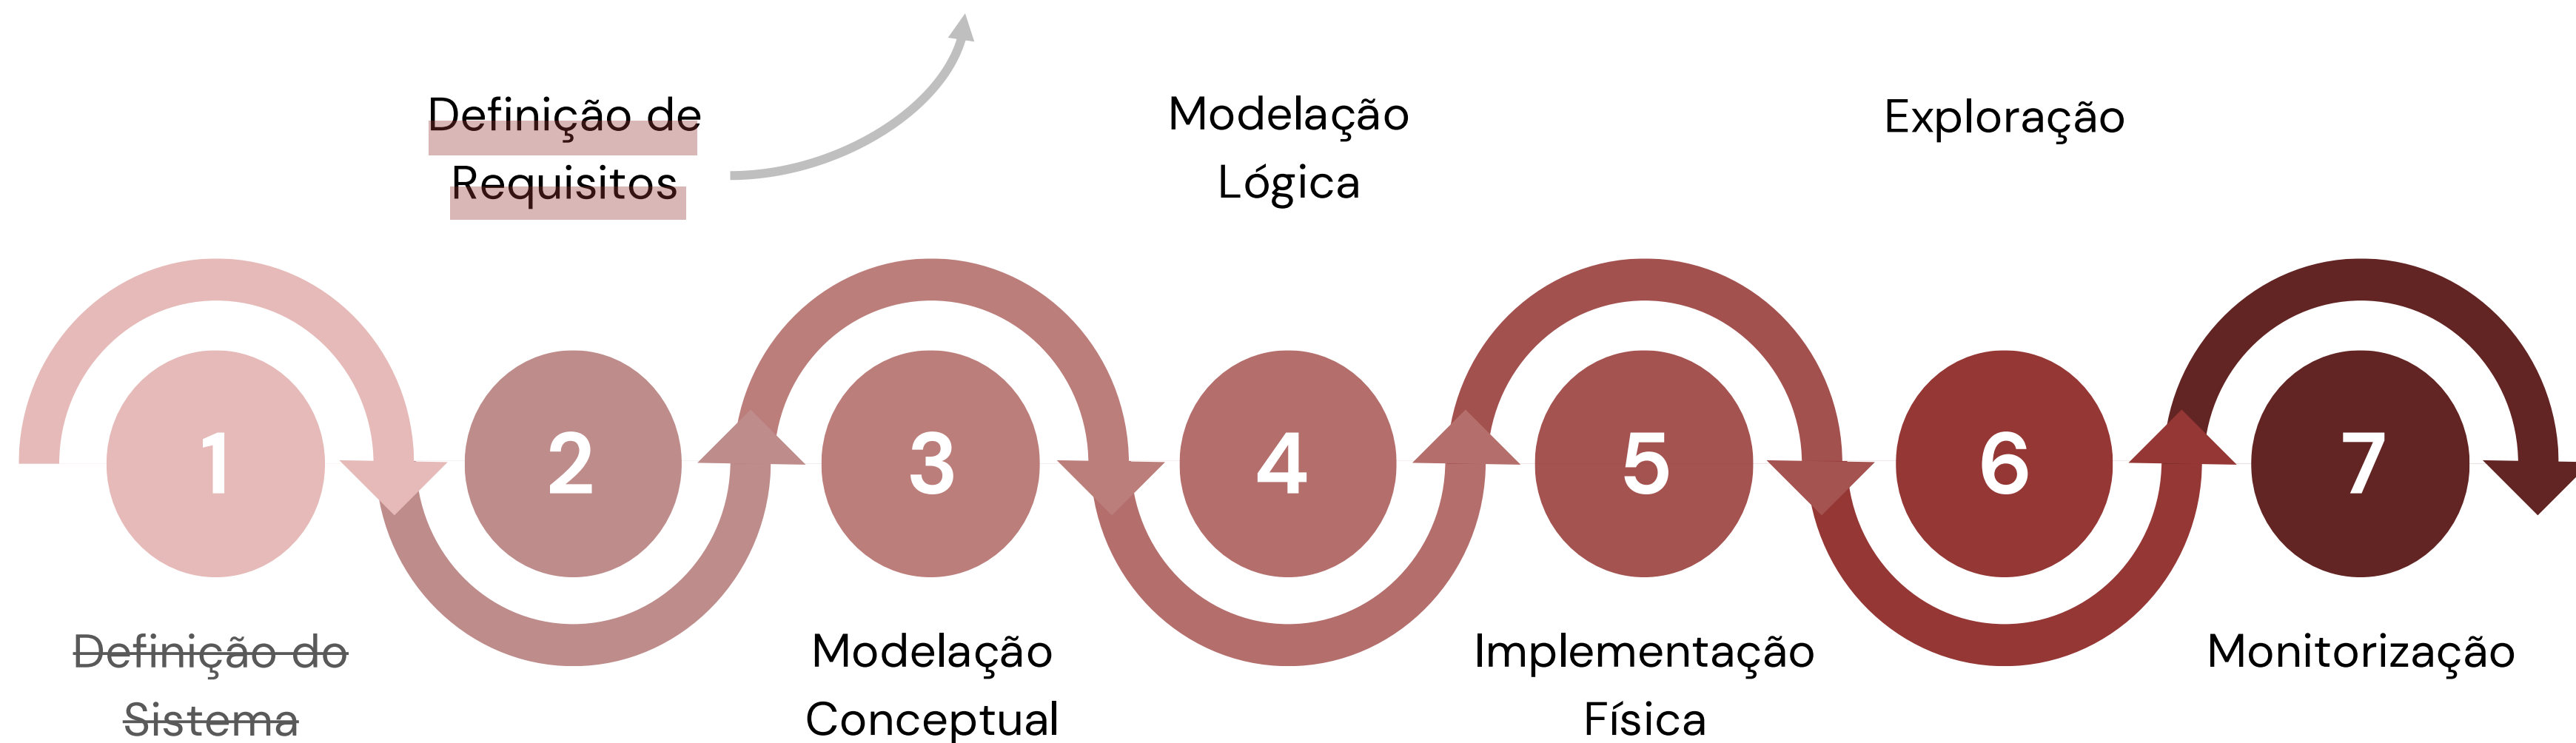 Definição de
Requisitos
Modelação
Lógica
Exploração
1
2
3
4
5
6
7
Definição do
Sistema
Modelação
Conceptual
Implementação
Física
Monitorização